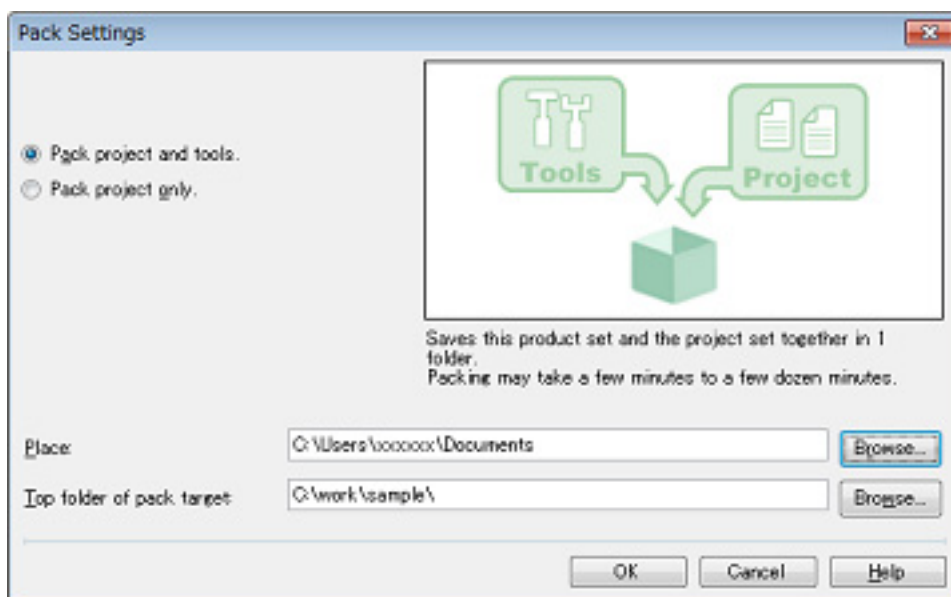 Pack Settings
Pack project and tools.
Pack project only.
Tools
Project
Saves this product set and the project set together in 1
folder.
Packing may take a few minutes to a few dozen minutes.
Place:
C:\Users\xxxxxxx\Documents
Browse...
Top folder of pack target:
C:\work\sample\
Browse...
OK
Cancel
Help